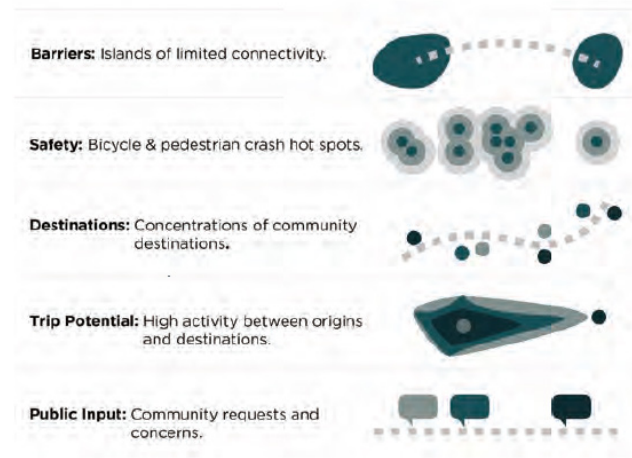 Barriers: Islands of limited connectivity.
Safety: Bicycle & pedestrian crash hot spots.
Destinations: Concentrations of community
destinations.
Trip Potential: High activity between origins
and destinations.
Public Input: Community requests and
concerns.